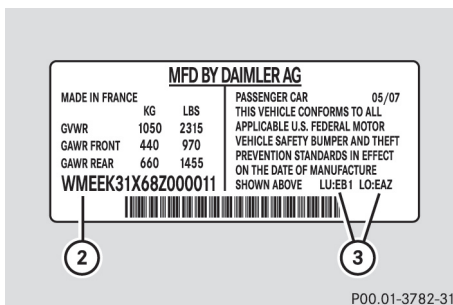 MFD BY DAIMLER AG
MADE IN FRANCE
KG LBS
GVWR 1050 2315
GAWR FRONT 440 970
GAWR REAR 660 1455
WMEEK31X68Z000011
PASSENGER CAR 05/07
THIS VEHICLE CONFORMS TO ALL
APPLICABLE U.S. FEDERAL MOTOR
VEHICLE SAFETY BUMPER AND THEFT
PREVENTION STANDARDS IN EFFECT
ON THE DATE OF MANUFACTURE
SHOWN ABOVE LU:EB1 LO:EAZ
2
3
P00.01-3782-31